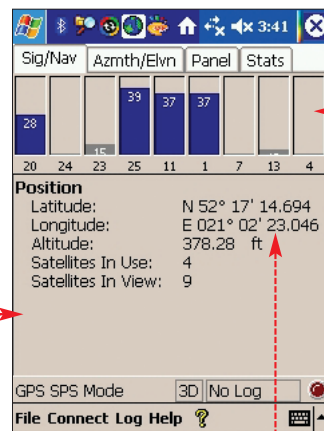 3:41
Sig/Nav Azmth/Elvn Panel Stats
28 15 39 37 37
20 24 23 25 11 1 7 13 4
Position
Latitude: N 52° 17' 14.694
Longitude: E 021° 02' 23.046
Altitude: 378.28 ft
Satellites In Use: 4
Satellites In View: 9
GPS SPS Mode 3D No Log
File Connect Log Help